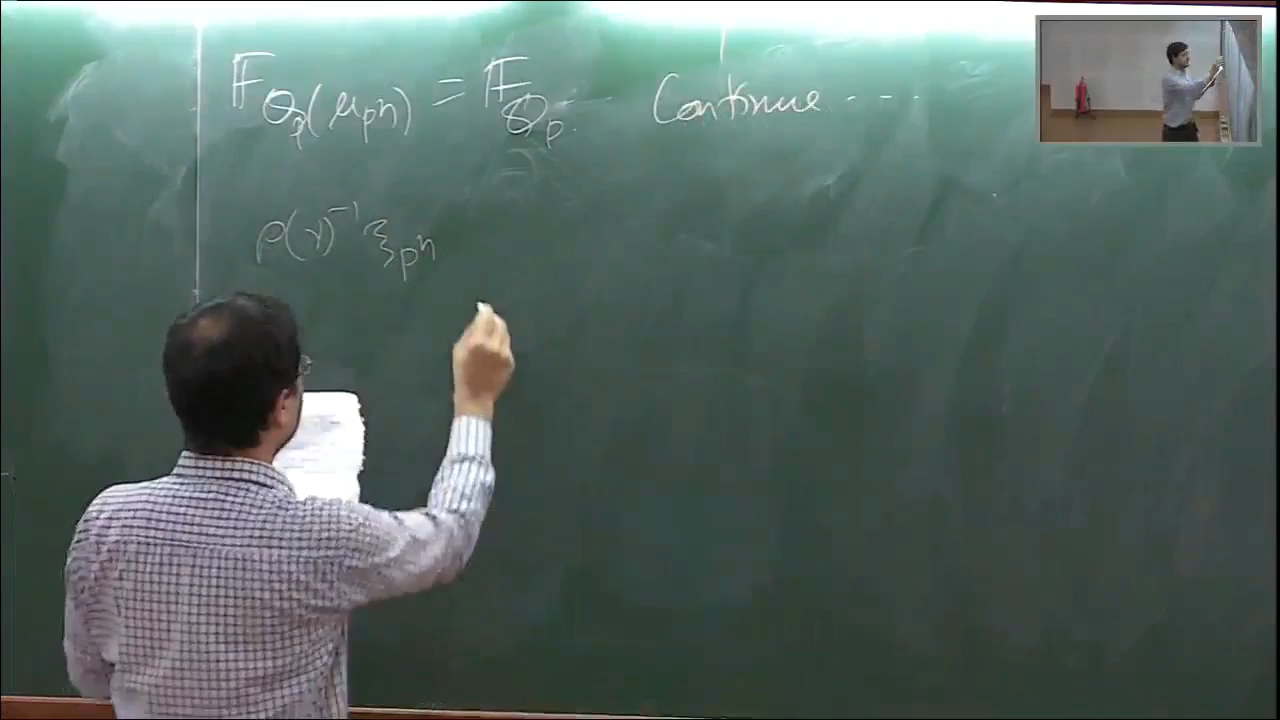 𝔽_{ℚ_p(μ_{p^n})} = 𝔽_{ℚ_p} Continue ...
ρ(γ)^{-1} ξ_{p^n}